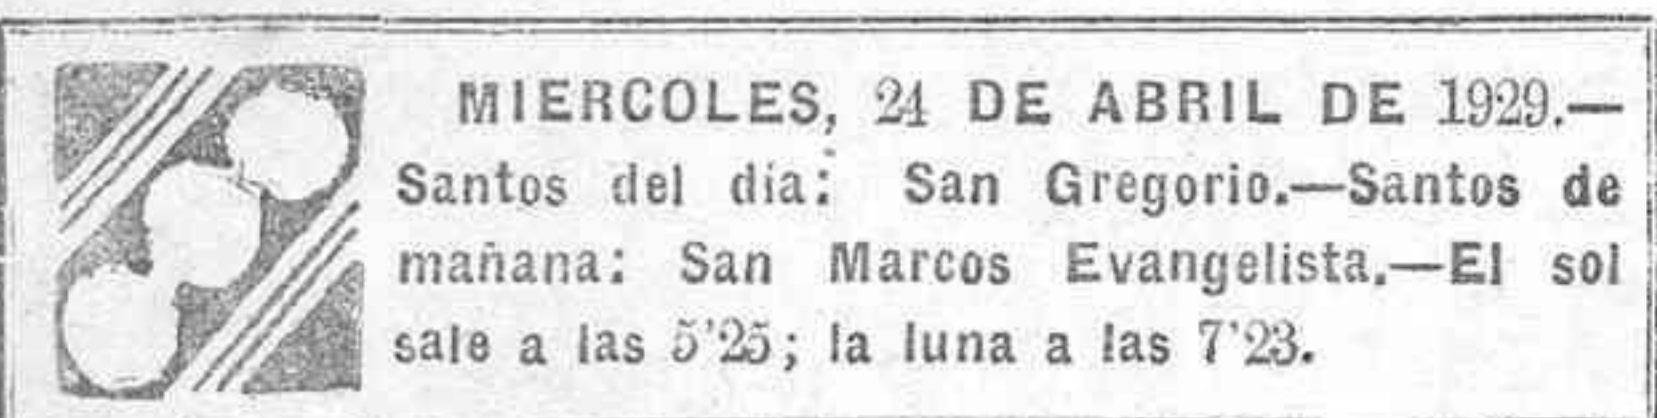 MIERCOLES, 24 DE ABRIL DE 1929.—
Santos del día: San Gregorio.—Santos de
mañana: San Marcos Evangelista.—El sol
sale a las 5'25; la luna a las 7'23.